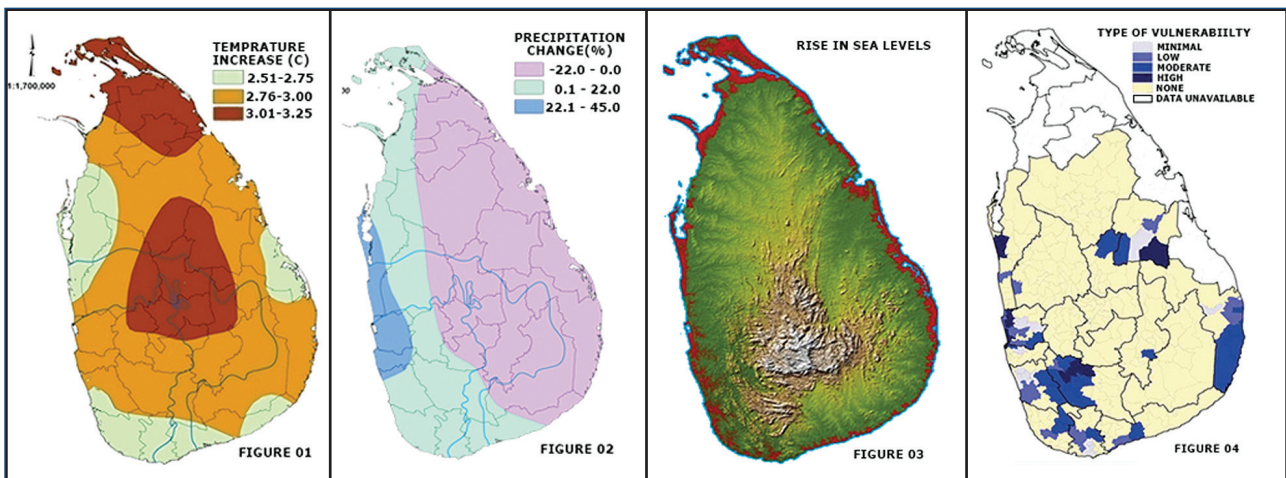 TEMPRATURE
INCREASE (C)
2.51-2.75
2.76-3.00
3.01-3.25
1:1,700,000
FIGURE 01
PRECIPITATION
CHANGE(%)
-22.0 - 0.0
0.1 - 22.0
22.1 - 45.0
FIGURE 02
RISE IN SEA LEVELS
FIGURE 03
TYPE OF VULNERABIILTY
MINIMAL
LOW
MODERATE
HIGH
NONE
DATA UNAVAILABLE
FIGURE 04